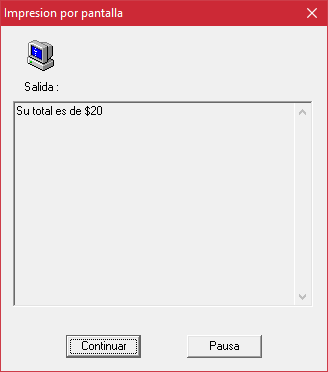 Impresion por pantalla
Salida :
Su total es de $20
Continuar
Pausa